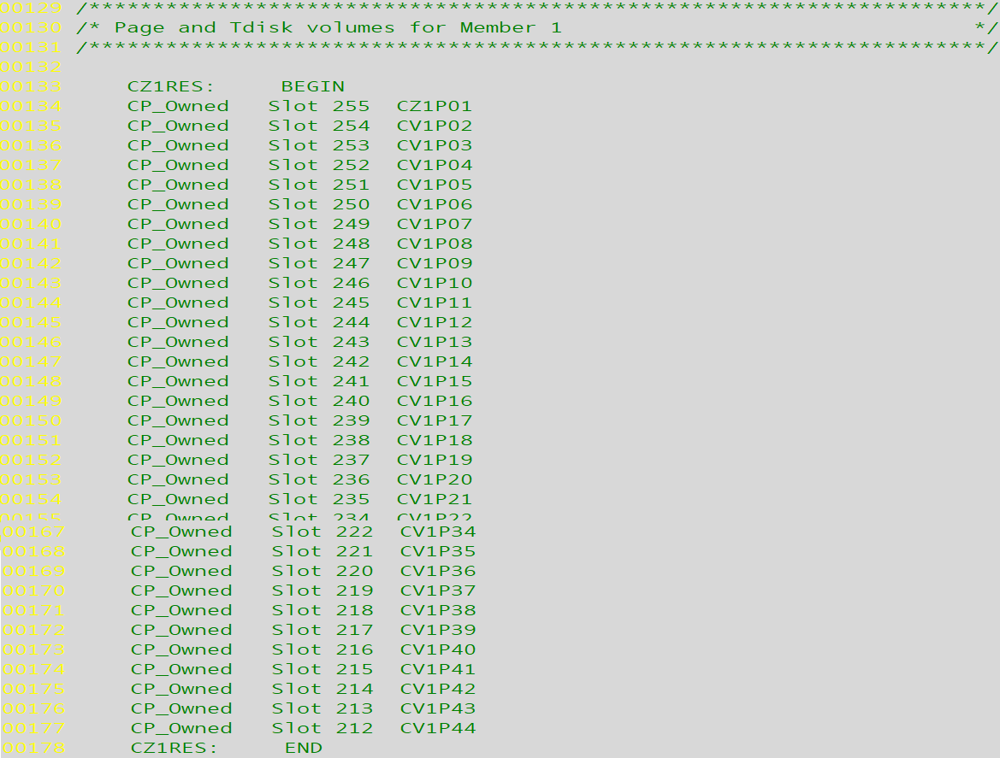 00129 /**********************************************************************/
00130 /* Page and Tdisk volumes for Member 1                                */
00131 /**********************************************************************/
00132
00133     CZ1RES:     BEGIN
00134     CP_Owned   Slot 255  CZ1P01
00135     CP_Owned   Slot 254  CV1P02
00136     CP_Owned   Slot 253  CV1P03
00137     CP_Owned   Slot 252  CV1P04
00138     CP_Owned   Slot 251  CV1P05
00139     CP_Owned   Slot 250  CV1P06
00140     CP_Owned   Slot 249  CV1P07
00141     CP_Owned   Slot 248  CV1P08
00142     CP_Owned   Slot 247  CV1P09
00143     CP_Owned   Slot 246  CV1P10
00144     CP_Owned   Slot 245  CV1P11
00145     CP_Owned   Slot 244  CV1P12
00146     CP_Owned   Slot 243  CV1P13
00147     CP_Owned   Slot 242  CV1P14
00148     CP_Owned   Slot 241  CV1P15
00149     CP_Owned   Slot 240  CV1P16
00150     CP_Owned   Slot 239  CV1P17
00151     CP_Owned   Slot 238  CV1P18
00152     CP_Owned   Slot 237  CV1P19
00153     CP_Owned   Slot 236  CV1P20
00154     CP_Owned   Slot 235  CV1P21
00155     CP_Owned   Slot 234  CV1P22
00167     CP_Owned   Slot 222  CV1P34
00168     CP_Owned   Slot 221  CV1P35
00169     CP_Owned   Slot 220  CV1P36
00170     CP_Owned   Slot 219  CV1P37
00171     CP_Owned   Slot 218  CV1P38
00172     CP_Owned   Slot 217  CV1P39
00173     CP_Owned   Slot 216  CV1P40
00174     CP_Owned   Slot 215  CV1P41
00175     CP_Owned   Slot 214  CV1P42
00176     CP_Owned   Slot 213  CV1P43
00177     CP_Owned   Slot 212  CV1P44
00178     CZ1RES:     END